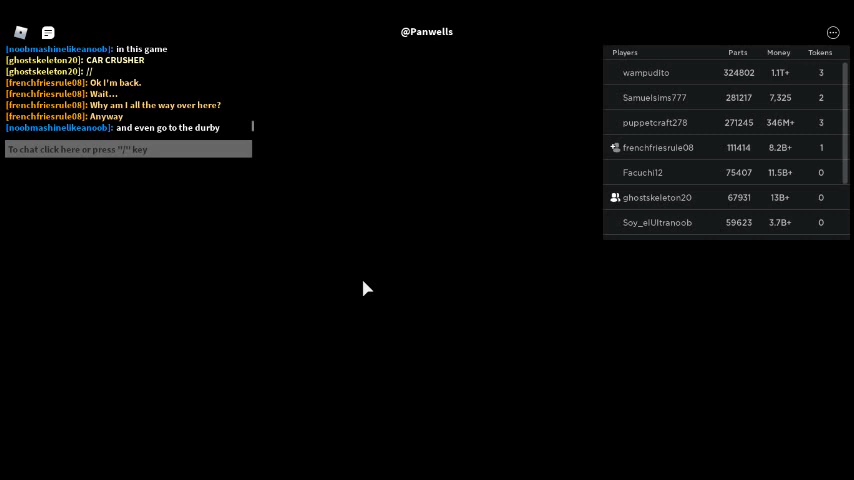 @Panwells
[noobmashinelikeanoob]: in this game
[ghostskeleton20]: CAR CRUSHER
[ghostskeleton20]: //
[frenchfriesrule08]: Ok I'm back.
[frenchfriesrule08]: Wait...
[frenchfriesrule08]: Why am I all the way over here?
[frenchfriesrule08]: Anyway
[noobmashinelikeanoob]: and even go to the durby
To chat click here or press "/" key
Players Parts Money Tokens
wampudito 324802 1.1T+ 3
Samuelsims777 281217 7,325 2
puppetcraft278 271245 346M+ 3
frenchfriesrule08 111414 8.2B+ 1
Facuchi12 75407 11.5B+ 0
ghostskeleton20 67931 13B+ 0
Soy_elUltranoob 59623 3.7B+ 0